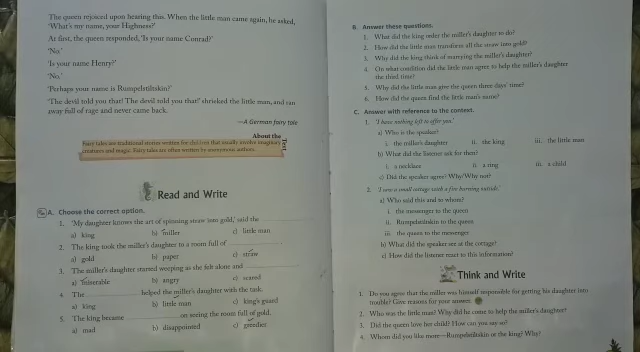 The queen rejoiced upon hearing this. When the little man came again, he asked,
'What's my name, your Highness?'
At first, the queen responded, 'Is your name Conrad?'
'No.'
'Is your name Henry?'
'No.'
'Perhaps your name is Rumpelstiltskin?'
'The devil told you that! The devil told you that!' shrieked the little man, and ran
away full of rage and never came back.
—A German fairy tale
About the Text
Fairy tales are traditional stories written for children that usually involve imaginary
creatures and magic. Fairy tales are often written by anonymous authors.
Read and Write
A. Choose the correct option.
1. 'My daughter knows the art of spinning straw into gold,' said the
a) king b) miller c) little man
2. The king took the miller's daughter to a room full of
a) gold b) paper c) straw
3. The miller's daughter started weeping as she felt alone and
a) miserable b) angry c) scared
4. The helped the miller's daughter with the task.
a) king b) little man c) king's guard
5. The king became on seeing the room full of gold.
a) mad b) disappointed c) greedier
B. Answer these questions.
1. What did the king order the miller's daughter to do?
2. How did the little man transform all the straw into gold?
3. Why did the king think of marrying the miller's daughter?
4. On what condition did the little man agree to help the miller's daughter
the third time?
5. Why did the little man give the queen three days' time?
6. How did the queen find the little man's name?
C. Answer with reference to the context.
1. 'I have nothing left to offer you.'
a) Who is the speaker?
i. the miller's daughter ii. the king iii. the little man
b) What did the listener ask for then?
i. a necklace ii. a ring iii. a child
c) Did the speaker agree? Why/Why not?
2. 'I saw a small cottage with a fire burning outside.'
a) Who said this and to whom?
i. the messenger to the queen
ii. Rumpelstiltskin to the queen
iii. the queen to the messenger
b) What did the speaker see at the cottage?
c) How did the listener react to this information?
Think and Write
1. Do you agree that the miller was himself responsible for getting his daughter into
trouble? Give reasons for your answer.
2. Who was the little man? Why did he come to help the miller's daughter?
3. Did the queen love her child? How can you say so?
4. Whom did you like more—Rumpelstiltskin or the king? Why?